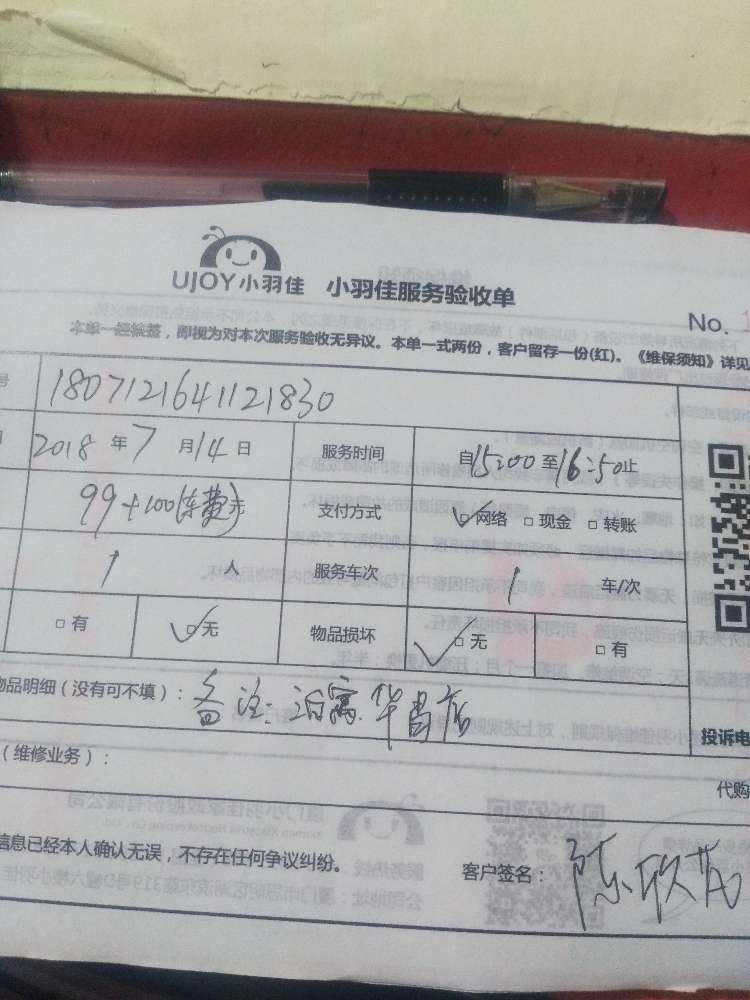 UJOY小羽佳 小羽佳服务验收单
No.
本单一经签, 即视为对本次服务验收无异议。本单一式两份, 客户留存一份(红)。《维保须知》详见
号 1807121641121830
2018 年 7 月 14 日 服务时间 自 15:00 至 16:50 止
99+100(车费)元 支付方式 ☑网络 □现金 □转账
1 人 服务车次 1 车/次
□有 ☑无 物品损坏 ☑无 □有
物品明细(没有可不填): 备注: 泊寓 华昌店
投诉电
(维修业务):
代购
信息已经本人确认无误, 不存在任何争议纠纷。
客户签名: 陈